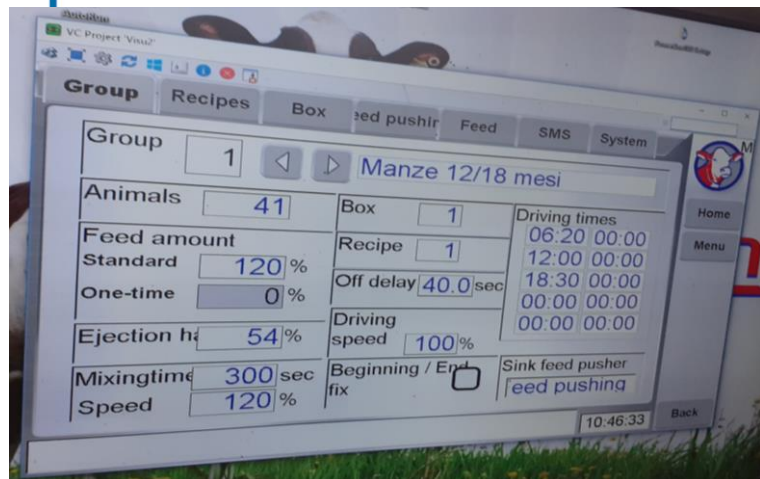 AutoRun
VC Project 'Visu2'
Group Recipes Box eed pushir Feed SMS System
Group 1 Manze 12/18 mesi
M
Animals 41
Box 1
Driving times
Home
Feed amount
Recipe 1
06:20 00:00
Menu
Standard 120 %
12:00 00:00
One-time 0 %
Off delay 40.0 sec
18:30 00:00
00:00 00:00
Ejection ha 54 %
Driving
speed 100 %
00:00 00:00
Mixingtime 300 sec
Beginning / End
fix
Sink feed pusher
Speed 120 %
eed pushing
10:46:33
Back